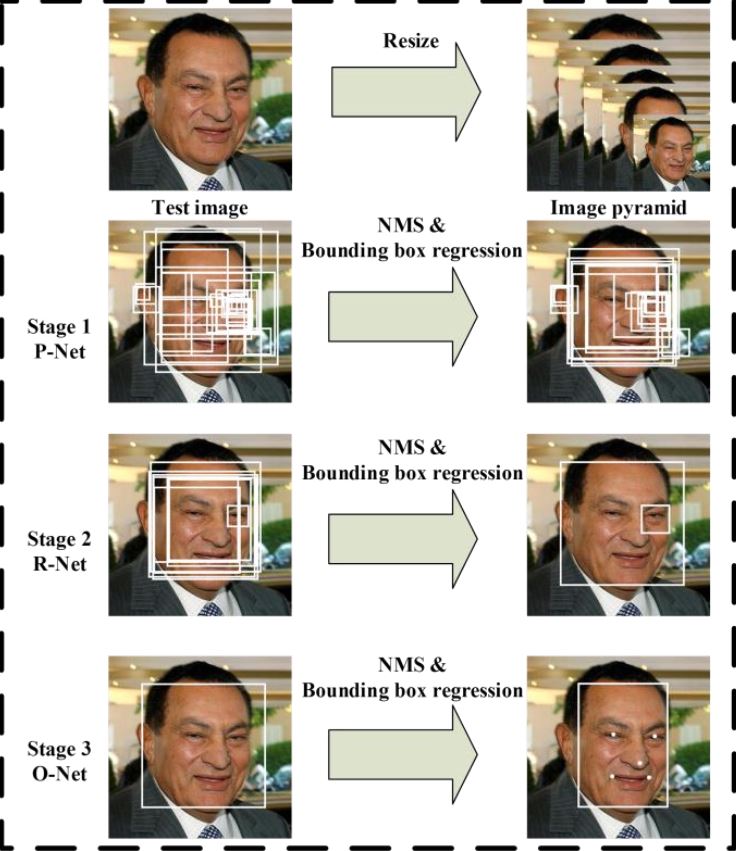 Resize
Test image
Image pyramid
NMS &
Bounding box regression
Stage 1
P-Net
NMS &
Bounding box regression
Stage 2
R-Net
NMS &
Bounding box regression
Stage 3
O-Net